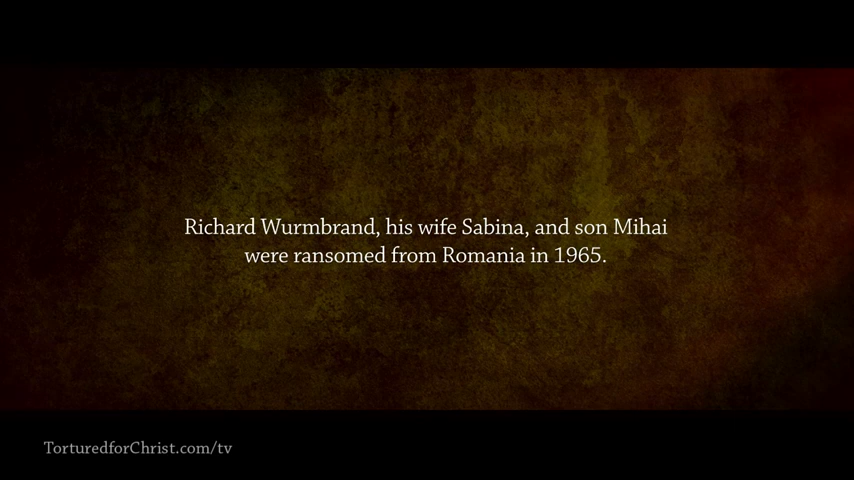 Richard Wurmbrand, his wife Sabina, and son Mihai
were ransomed from Romania in 1965.
TorturedforChrist.com/tv